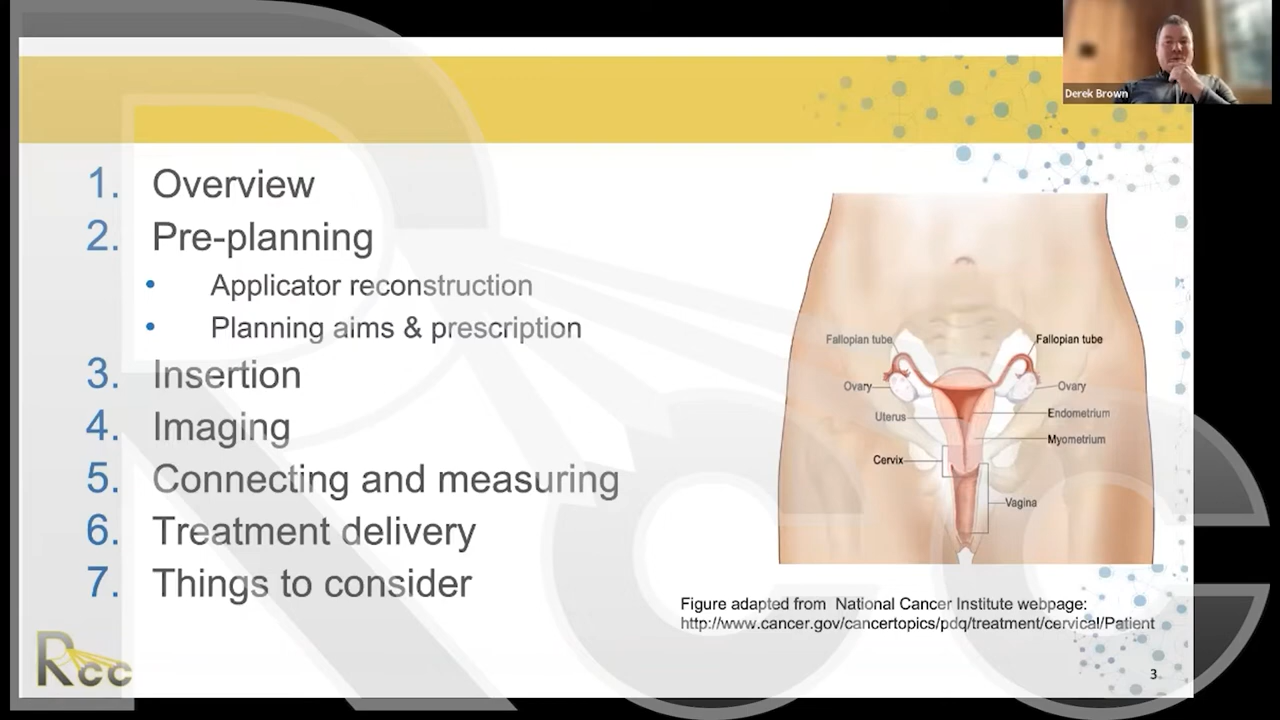 Derek Brown
1. Overview
2. Pre-planning
• Applicator reconstruction
• Planning aims & prescription
3. Insertion
4. Imaging
5. Connecting and measuring
6. Treatment delivery
7. Things to consider
Fallopian tube Fallopian tube
Ovary Ovary
Uterus Endometrium
Myometrium
Cervix
Vagina
Figure adapted from National Cancer Institute webpage:
http://www.cancer.gov/cancertopics/pdq/treatment/cervical/Patient
Rcc
3
Rcc